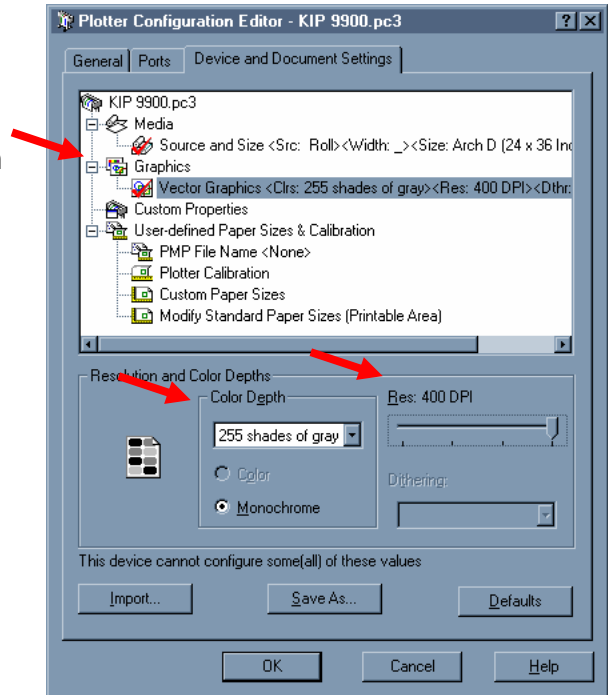 Plotter Configuration Editor - KIP 9900.pc3
General Ports Device and Document Settings
KIP 9900.pc3
Media
Source and Size <Src: Roll><Width: _><Size: Arch D (24 x 36 Inc
Graphics
Vector Graphics <Clrs: 255 shades of gray><Res: 400 DPI><Dthr:
Custom Properties
User-defined Paper Sizes & Calibration
PMP File Name <None>
Plotter Calibration
Custom Paper Sizes
Modify Standard Paper Sizes (Printable Area)
Resolution and Color Depths
Color Depth
Res: 400 DPI
255 shades of gray
Color
Dithering:
Monochrome
This device cannot configure some(all) of these values
Import... Save As... Defaults
OK Cancel Help